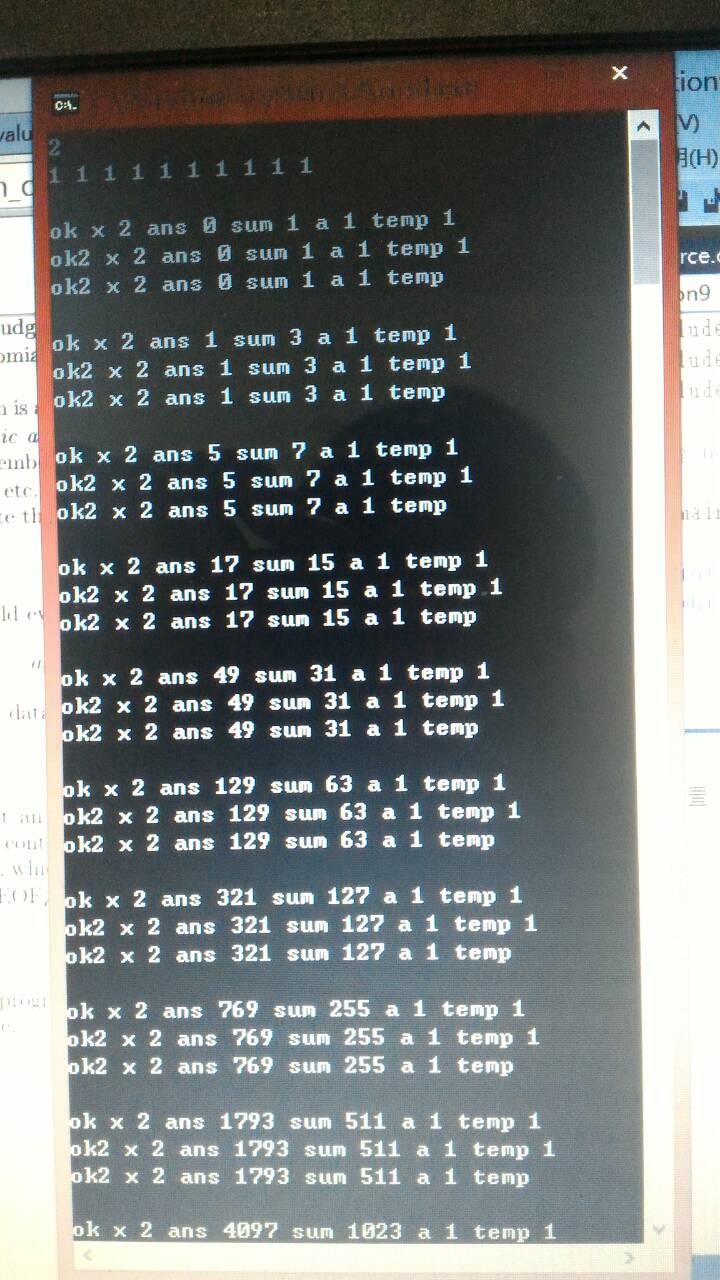 C:\.
2
1 1 1 1 1 1 1 1 1 1
ok x 2 ans 0 sum 1 a 1 temp 1
ok2 x 2 ans 0 sum 1 a 1 temp 1
ok2 x 2 ans 0 sum 1 a 1 temp
ok x 2 ans 1 sum 3 a 1 temp 1
ok2 x 2 ans 1 sum 3 a 1 temp 1
ok2 x 2 ans 1 sum 3 a 1 temp
ok x 2 ans 5 sum 7 a 1 temp 1
ok2 x 2 ans 5 sum 7 a 1 temp 1
ok2 x 2 ans 5 sum 7 a 1 temp
ok x 2 ans 17 sum 15 a 1 temp 1
ok2 x 2 ans 17 sum 15 a 1 temp 1
ok2 x 2 ans 17 sum 15 a 1 temp
ok x 2 ans 49 sum 31 a 1 temp 1
ok2 x 2 ans 49 sum 31 a 1 temp 1
ok2 x 2 ans 49 sum 31 a 1 temp
ok x 2 ans 129 sum 63 a 1 temp 1
ok2 x 2 ans 129 sum 63 a 1 temp 1
ok2 x 2 ans 129 sum 63 a 1 temp
ok x 2 ans 321 sum 127 a 1 temp 1
ok2 x 2 ans 321 sum 127 a 1 temp 1
ok2 x 2 ans 321 sum 127 a 1 temp
ok x 2 ans 769 sum 255 a 1 temp 1
ok2 x 2 ans 769 sum 255 a 1 temp 1
ok2 x 2 ans 769 sum 255 a 1 temp
ok x 2 ans 1793 sum 511 a 1 temp 1
ok2 x 2 ans 1793 sum 511 a 1 temp 1
ok2 x 2 ans 1793 sum 511 a 1 temp
ok x 2 ans 4097 sum 1023 a 1 temp 1